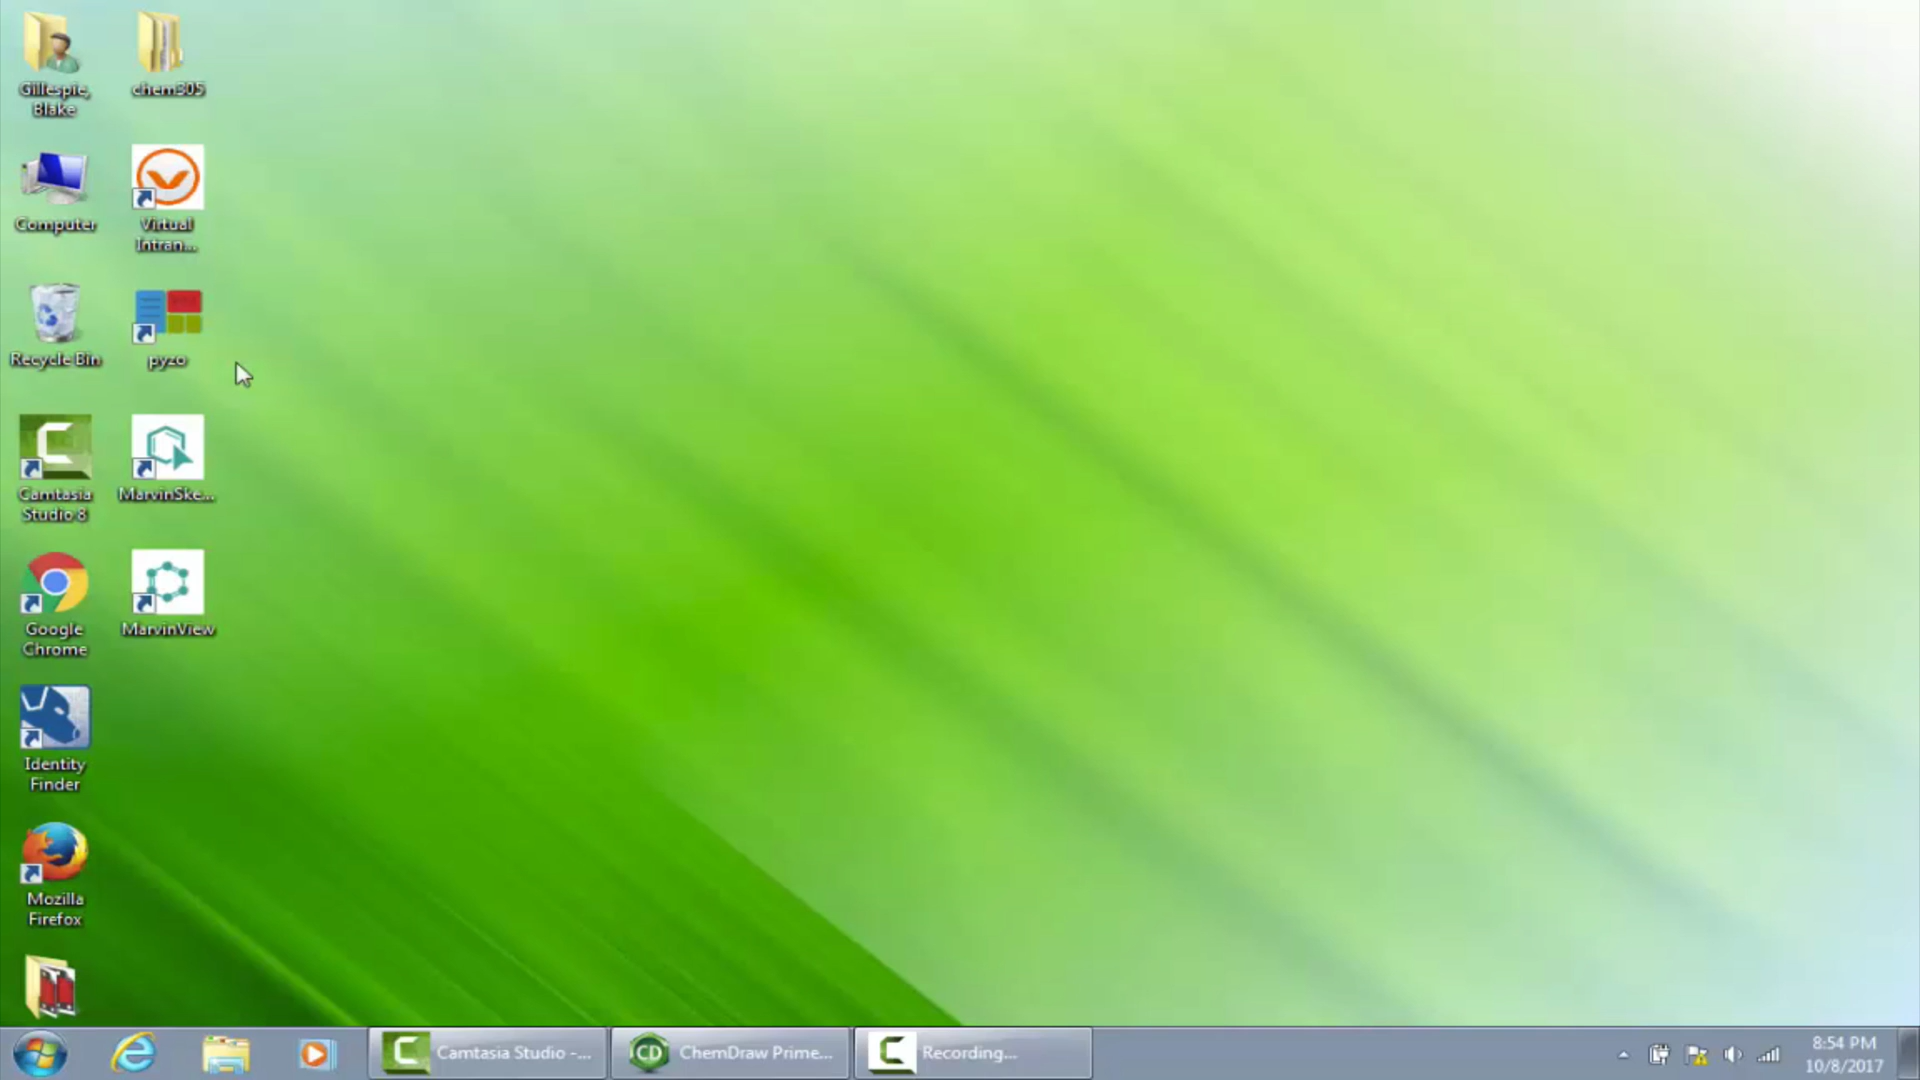 Gillespie,
Blake
chem305
Computer
Virtual
Intran...
Recycle Bin
pyzo
Camtasia
Studio 8
MarvinSke...
Google
Chrome
MarvinView
Identity
Finder
Mozilla
Firefox
Camtasia Studio -...
CD
ChemDraw Prime...
Recording...
8:54 PM
10/8/2017